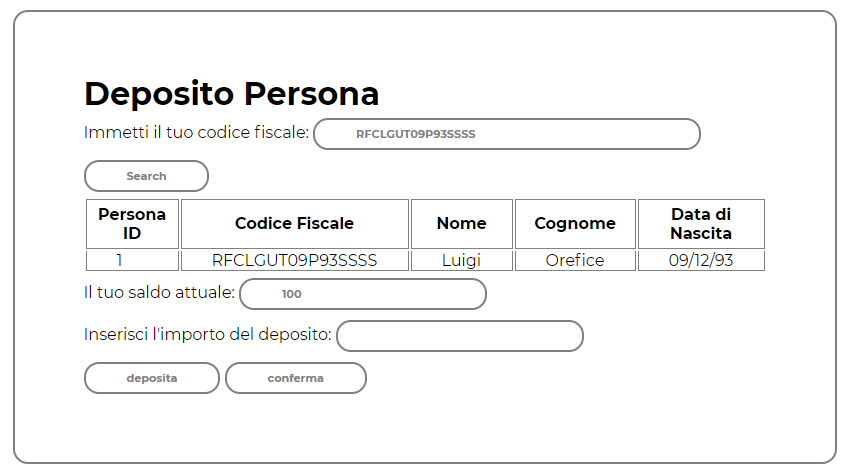 Deposito Persona
Immetti il tuo codice fiscale: RFCLGUT09P93SSSS
Search
Persona ID Codice Fiscale Nome Cognome Data di Nascita
1 RFCLGUT09P93SSSS Luigi Orefice 09/12/93
Il tuo saldo attuale: 100
Inserisci l'importo del deposito:
deposita conferma